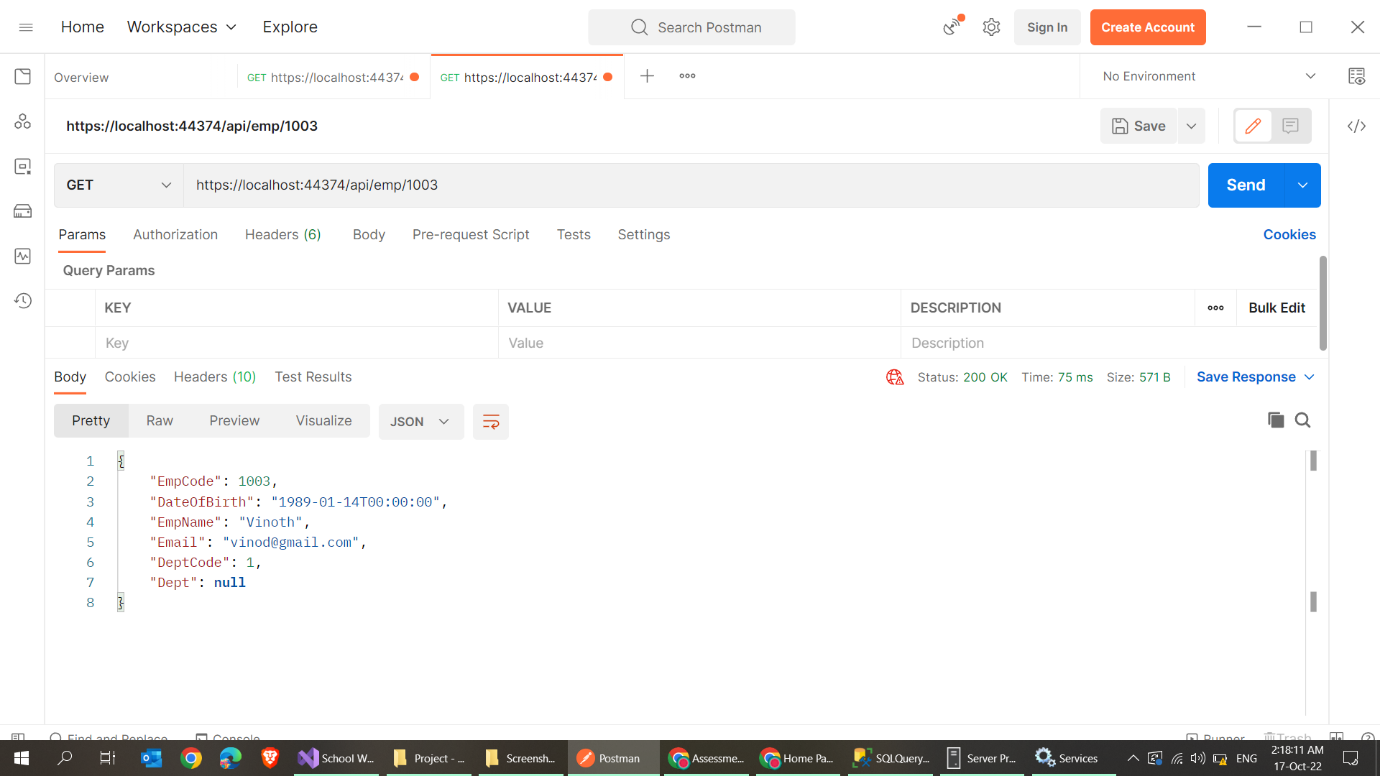 Home Workspaces Explore Search Postman Sign In Create Account
Overview GET https://localhost:4437 GET https://localhost:4437 No Environment
https://localhost:44374/api/emp/1003 Save
GET https://localhost:44374/api/emp/1003 Send
Params Authorization Headers (6) Body Pre-request Script Tests Settings Cookies
Query Params
KEY VALUE DESCRIPTION Bulk Edit
Key Value Description
Body Cookies Headers (10) Test Results Status: 200 OK Time: 75 ms Size: 571 B Save Response
Pretty Raw Preview Visualize JSON
1 {
2 "EmpCode": 1003,
3 "DateOfBirth": "1989-01-14T00:00:00",
4 "EmpName": "Vinoth",
5 "Email": "vinod@gmail.com",
6 "DeptCode": 1,
7 "Dept": null
8 }
Find and Replace Console Runner Trash
School W... Project - ... Screensh... Postman Assessme... Home Pa... SQLQuery... Server Pr... Services ENG 2:18:11 AM
17-Oct-22